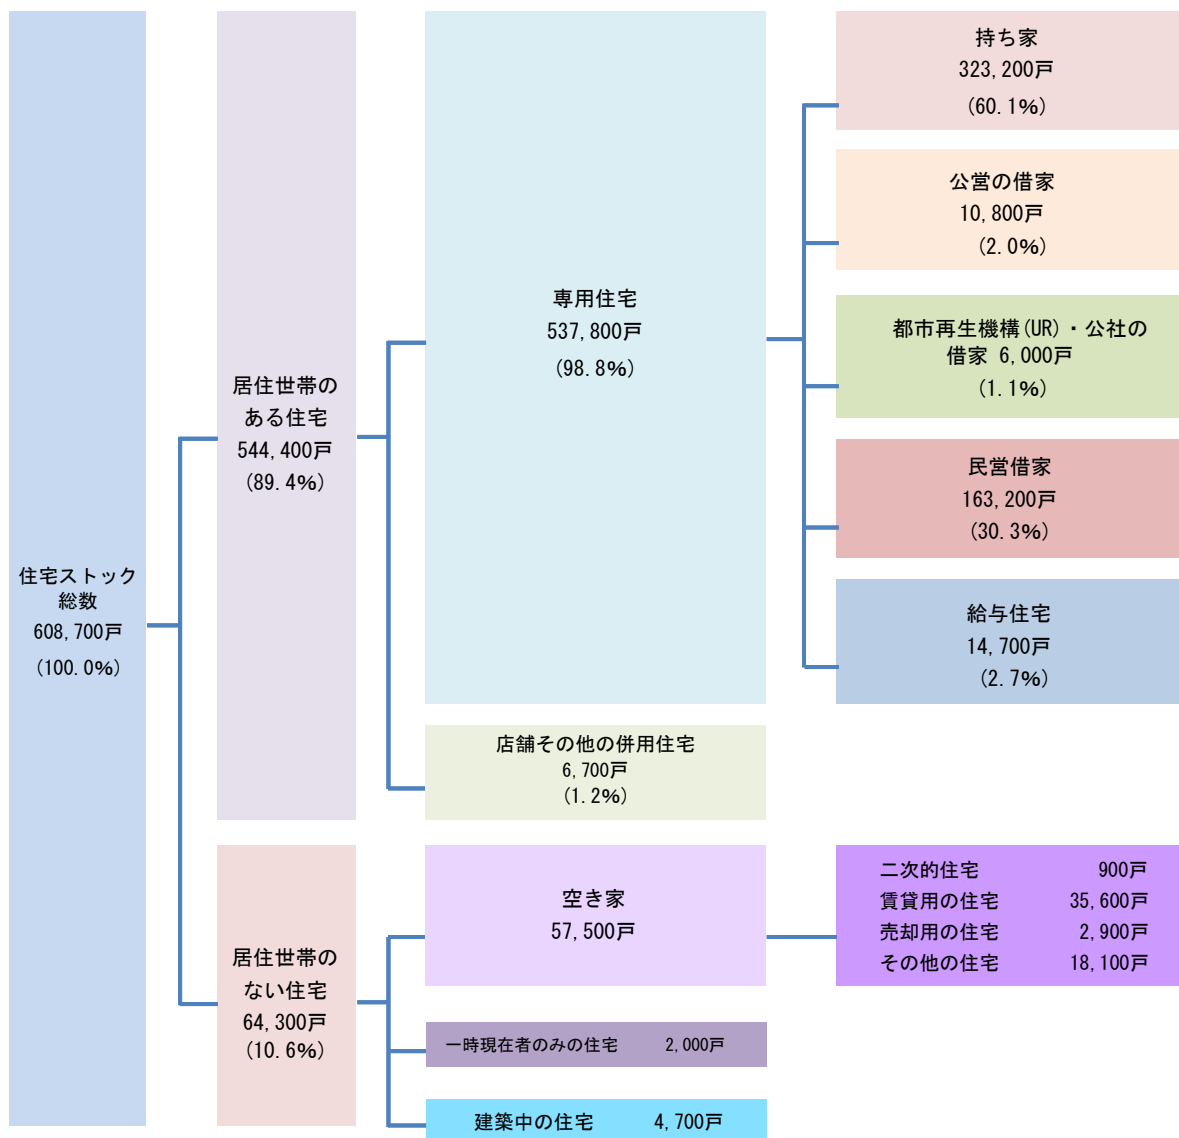 住宅ストック
総数
608,700戸
(100.0%)
居住世帯の
ある住宅
544,400戸
(89.4%)
専用住宅
537,800戸
(98.8%)
持ち家
323,200戸
(60.1%)
公営の借家
10,800戸
(2.0%)
都市再生機構(UR)・公社の
借家 6,000戸
(1.1%)
民営借家
163,200戸
(30.3%)
給与住宅
14,700戸
(2.7%)
店舗その他の併用住宅
6,700戸
(1.2%)
居住世帯の
ない住宅
64,300戸
(10.6%)
空き家
57,500戸
二次的住宅 900戸
賃貸用の住宅 35,600戸
売却用の住宅 2,900戸
その他の住宅 18,100戸
一時現在者のみの住宅 2,000戸
建築中の住宅 4,700戸